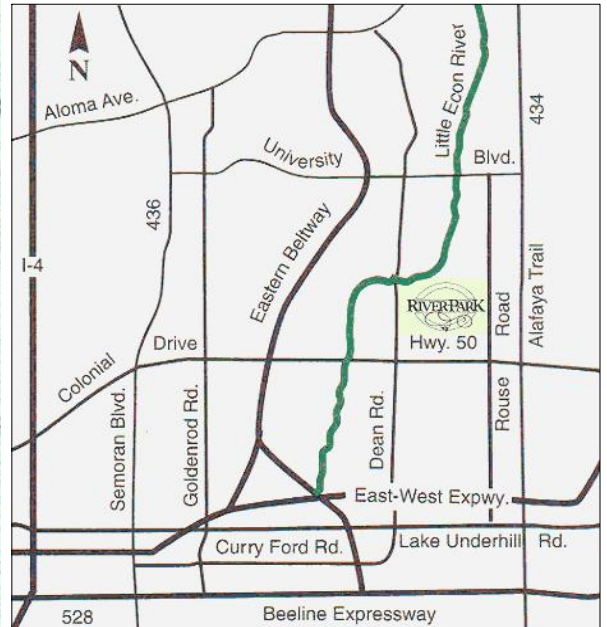 N
Aloma Ave.
Little Econ River
434
University Blvd.
436
I-4
Eastern Beltway
RIVERPARK
Hwy. 50
Road
Alafaya Trail
Colonial Drive
Semoran Blvd.
Goldenrod Rd.
Dean Rd.
Rouse
East-West Expwy.
Curry Ford Rd.
Lake Underhill Rd.
528
Beeline Expressway